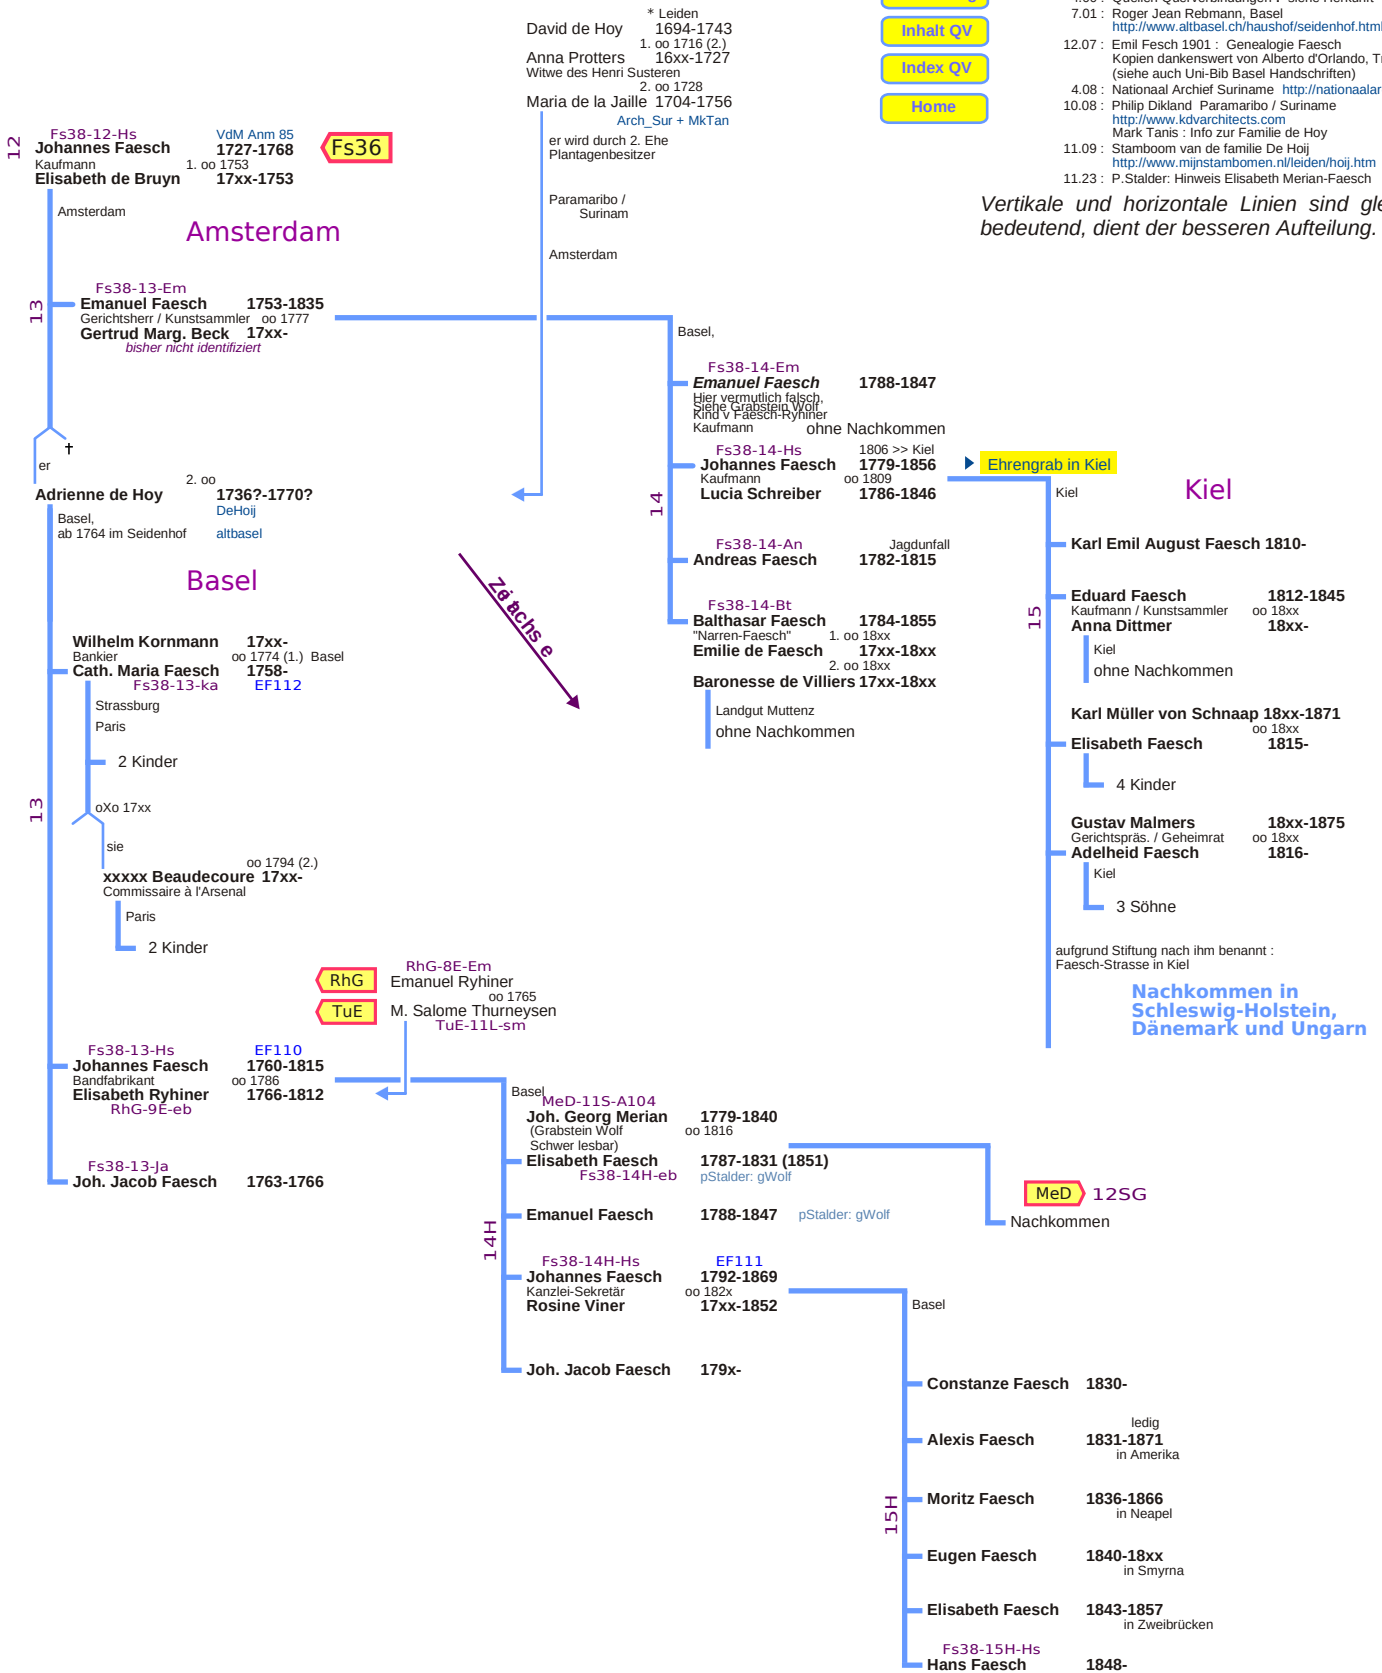 * Leiden
David de Hoy 1694-1743
1. oo 1716 (2.)
Anna Protters 16xx-1727
Witwe des Henri Susteren
2. oo 1728
Maria de la Jaille 1704-1756
Arch_Sur + MkTan
er wird durch 2. Ehe
Plantagenbesitzer
Paramaribo /
Surinam
Amsterdam
Inhalt QV
Index QV
Home
7.01 : Roger Jean Rebmann, Basel
http://www.altbasel.ch/haushof/seidenhof.html
12.07 : Emil Fesch 1901 : Genealogie Faesch
Kopien dankenswert von Alberto d'Orlando, Tr
(siehe auch Uni-Bib Basel Handschriften)
4.08 : Nationaal Archief Suriname http://nationaalar
10.08 : Philip Dikland Paramaribo / Suriname
http://www.kdvarchitects.com
Mark Tanis : Info zur Familie de Hoy
11.09 : Stamboom van de familie De Hoij
http://www.mijnstambomen.nl/leiden/hoij.htm
11.23 : P.Stalder: Hinweis Elisabeth Merian-Faesch
Vertikale und horizontale Linien sind gle
bedeutend, dient der besseren Aufteilung.
12
Fs38-12-Hs VdM Anm 85
Johannes Faesch 1727-1768
Kaufmann 1. oo 1753
Elisabeth de Bruyn 17xx-1753
Fs36
Amsterdam
Amsterdam
13
Fs38-13-Em
Emanuel Faesch 1753-1835
Gerichtsherr / Kunstsammler oo 1777
Gertrud Marg. Beck 17xx-
bisher nicht identifiziert
✝
er
2. oo
Adrienne de Hoy 1736?-1770?
DeHoij
Basel,
ab 1764 im Seidenhof altbasel
Basel
Zeitachse
Basel,
14
Fs38-14-Em
Emanuel Faesch 1788-1847
Hier vermutlich falsch,
Siehe Grabstein Wolf
Kind v Faesch-Ryhiner
Kaufmann ohne Nachkommen
Fs38-14-Hs 1806 >> Kiel
Johannes Faesch 1779-1856
Kaufmann oo 1809
Lucia Schreiber 1786-1846
Ehrengrab in Kiel
Fs38-14-An Jagdunfall
Andreas Faesch 1782-1815
Fs38-14-Bt
Balthasar Faesch 1784-1855
"Narren-Faesch" 1. oo 18xx
Emilie de Faesch 17xx-18xx
2. oo 18xx
Baronesse de Villiers 17xx-18xx
Landgut Muttenz
ohne Nachkommen
Kiel
Kiel
15
Karl Emil August Faesch 1810-
Eduard Faesch 1812-1845
Kaufmann / Kunstsammler oo 18xx
Anna Dittmer 18xx-
Kiel
ohne Nachkommen
Karl Müller von Schnaap 18xx-1871
oo 18xx
Elisabeth Faesch 1815-
4 Kinder
Gustav Malmers 18xx-1875
Gerichtspräs. / Geheimrat oo 18xx
Adelheid Faesch 1816-
Kiel
3 Söhne
aufgrund Stiftung nach ihm benannt :
Faesch-Strasse in Kiel
Nachkommen in
Schleswig-Holstein,
Dänemark und Ungarn
13
Wilhelm Kornmann 17xx-
Bankier oo 1774 (1.) Basel
Cath. Maria Faesch 1758-
Fs38-13-ka EF112
Strassburg
Paris
2 Kinder
oXo 17xx
sie
oo 1794 (2.)
xxxxx Beaudecoure 17xx-
Commissaire à l'Arsenal
Paris
2 Kinder
RhG RhG-8E-Em
Emanuel Ryhiner
oo 1765
TuE M. Salome Thurneysen
TuE-11L-sm
Fs38-13-Hs EF110
Johannes Faesch 1760-1815
Bandfabrikant oo 1786
Elisabeth Ryhiner 1766-1812
RhG-9E-eb
Fs38-13-Ja
Joh. Jacob Faesch 1763-1766
Basel
14H
MeD-11S-A104
Joh. Georg Merian 1779-1840
(Grabstein Wolf oo 1816
Schwer lesbar)
Elisabeth Faesch 1787-1831 (1851)
Fs38-14H-eb pStalder: gWolf
MeD 12SG
Nachkommen
Emanuel Faesch 1788-1847 pStalder: gWolf
Fs38-14H-Hs EF111
Johannes Faesch 1792-1869
Kanzlei-Sekretär oo 182x
Rosine Viner 17xx-1852
Joh. Jacob Faesch 179x-
Basel
15H
Constanze Faesch 1830-
ledig
Alexis Faesch 1831-1871
in Amerika
Moritz Faesch 1836-1866
in Neapel
Eugen Faesch 1840-18xx
in Smyrna
Elisabeth Faesch 1843-1857
in Zweibrücken
Fs38-15H-Hs
Hans Faesch 1848-